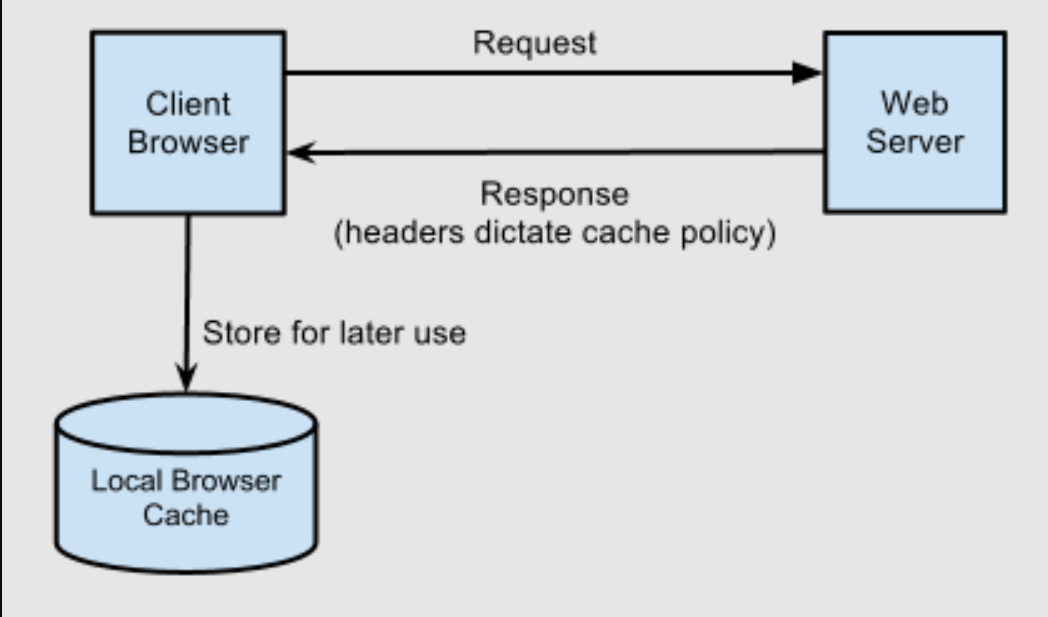 Request
Client
Browser
Web
Server
Response
(headers dictate cache policy)
Store for later use
Local Browser
Cache